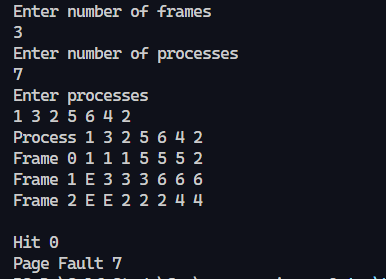 Enter number of frames
3
Enter number of processes
7
Enter processes
1 3 2 5 6 4 2
Process 1 3 2 5 6 4 2
Frame 0 1 1 1 5 5 5 2
Frame 1 E 3 3 3 6 6 6
Frame 2 E E 2 2 2 4 4
Hit 0
Page Fault 7